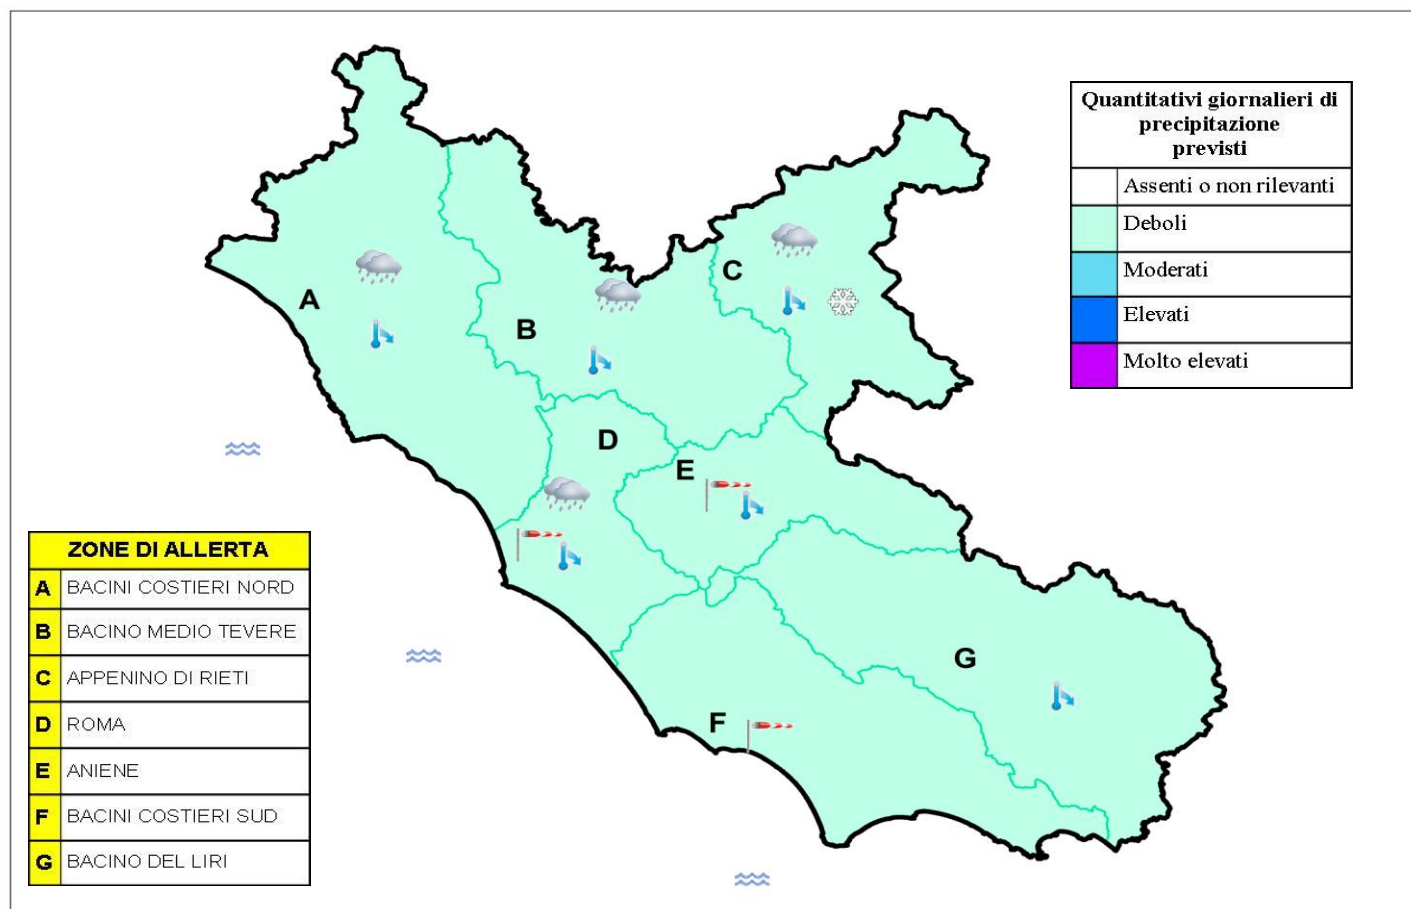 Quantitativi giornalieri di
precipitazione
previsti
Assenti o non rilevanti
Deboli
Moderati
Elevati
Molto elevati
A
B
C
D
E
F
G
ZONE DI ALLERTA
A BACINI COSTIERI NORD
B BACINO MEDIO TEVERE
C APPENINO DI RIETI
D ROMA
E ANIENE
F BACINI COSTIERI SUD
G BACINO DEL LIRI